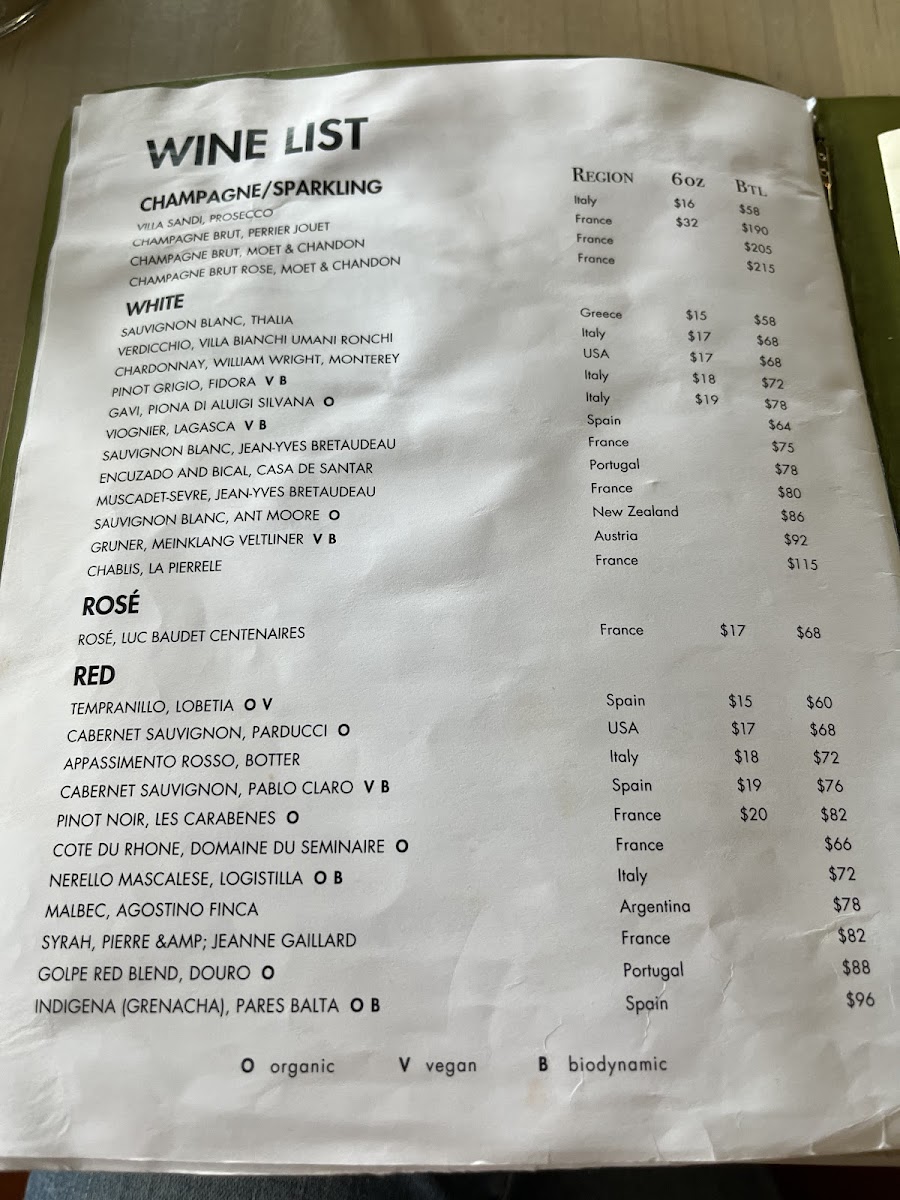 WINE LIST
REGION 6OZ BTL
CHAMPAGNE/SPARKLING
VILLA SANDI, PROSECCO Italy $16 $58
CHAMPAGNE BRUT, PERRIER JOUET France $32 $190
CHAMPAGNE BRUT, MOET & CHANDON France $205
CHAMPAGNE BRUT ROSE, MOET & CHANDON France $215
WHITE
SAUVIGNON BLANC, THALIA Greece $15 $58
VERDICCHIO, VILLA BIANCHI UMANI RONCHI Italy $17 $68
CHARDONNAY, WILLIAM WRIGHT, MONTEREY USA $17 $68
PINOT GRIGIO, FIDORA V B Italy $18 $72
GAVI, PIONA DI ALUIGI SILVANA O Italy $19 $78
VIOGNIER, LAGASCA V B Spain $64
SAUVIGNON BLANC, JEAN-YVES BRETAUDEAU France $75
ENCUZADO AND BICAL, CASA DE SANTAR Portugal $78
MUSCADET-SEVRE, JEAN-YVES BRETAUDEAU France $80
SAUVIGNON BLANC, ANT MOORE O New Zealand $86
GRUNER, MEINKLANG VELTLINER V B Austria $92
CHABLIS, LA PIERRELE France $115
ROSÉ
ROSÉ, LUC BAUDET CENTENAIRES France $17 $68
RED
TEMPRANILLO, LOBETIA O V Spain $15 $60
CABERNET SAUVIGNON, PARDUCCI O USA $17 $68
APPASSIMENTO ROSSO, BOTTER Italy $18 $72
CABERNET SAUVIGNON, PABLO CLARO V B Spain $19 $76
PINOT NOIR, LES CARABENES O France $20 $82
COTE DU RHONE, DOMAINE DU SEMINAIRE O France $66
NERELLO MASCALESE, LOGISTILLA O B Italy $72
MALBEC, AGOSTINO FINCA Argentina $78
SYRAH, PIERRE &AMP; JEANNE GAILLARD France $82
GOLPE RED BLEND, DOURO O Portugal $88
INDIGENA (GRENACHA), PARES BALTA O B Spain $96
O organic V vegan B biodynamic